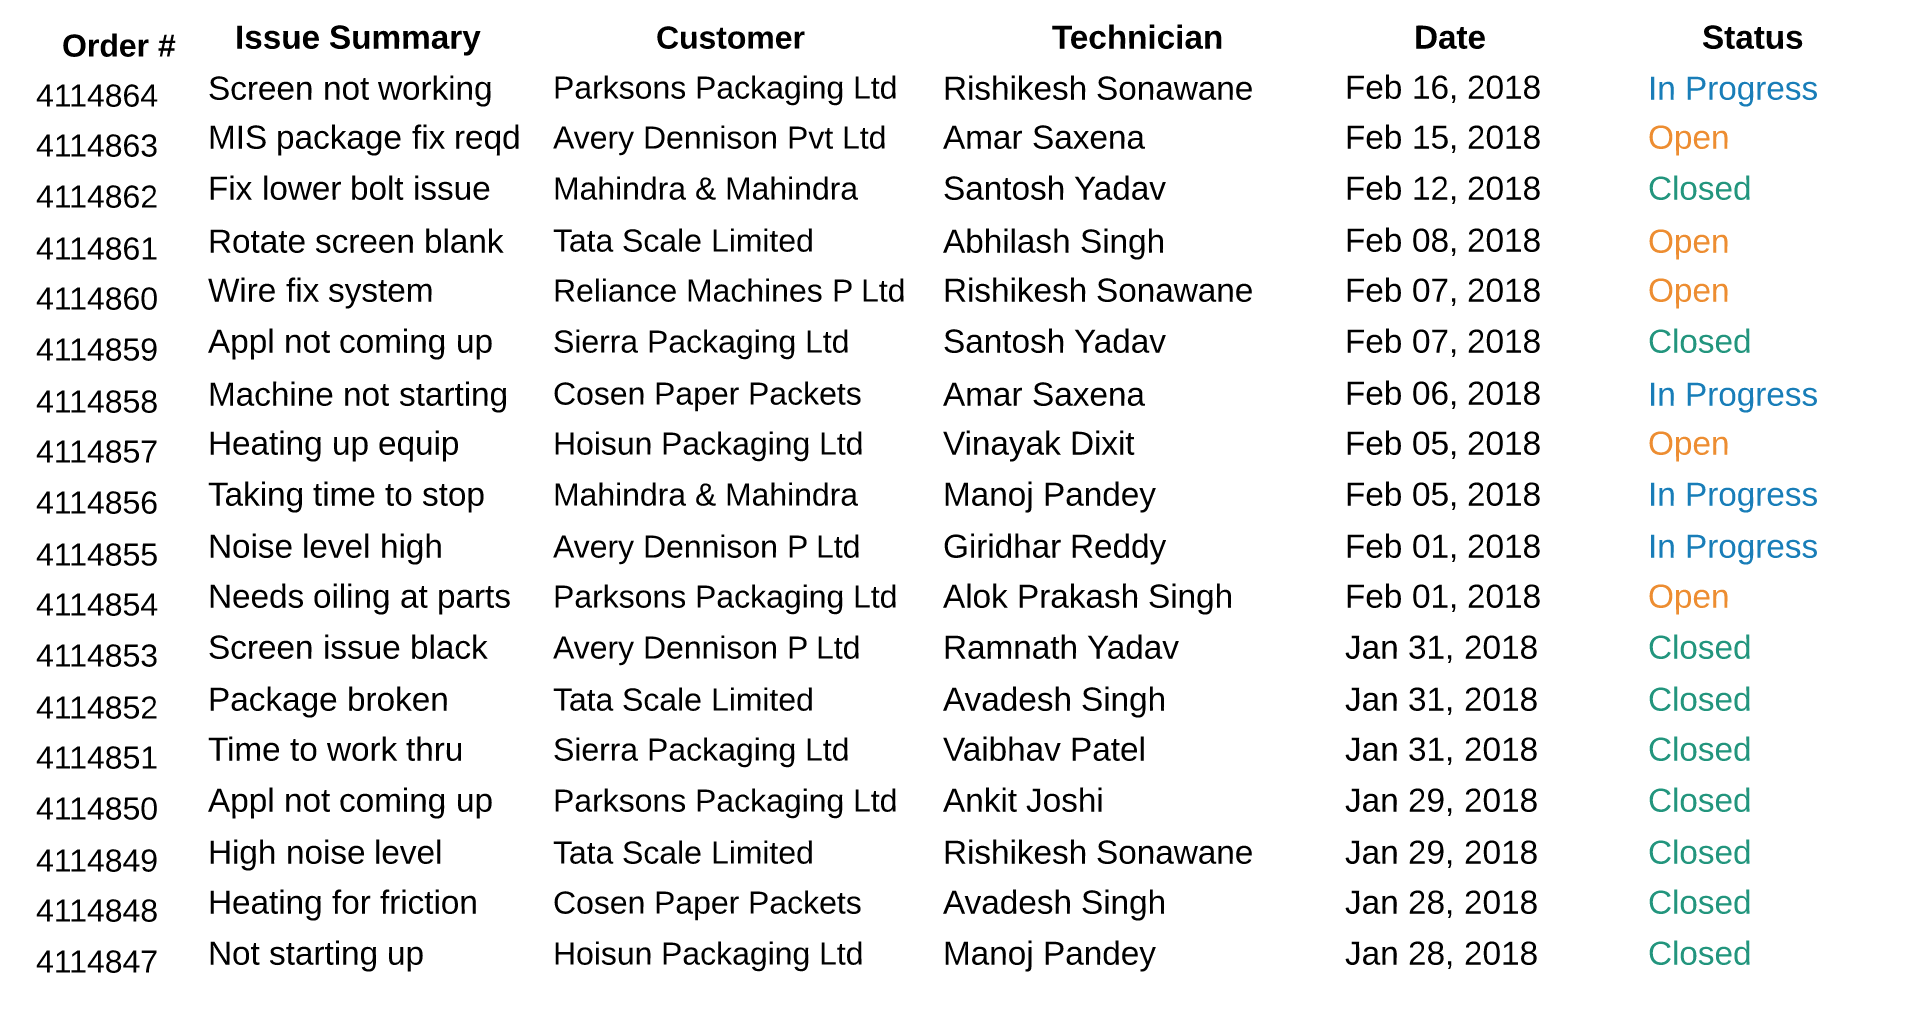 Order # Issue Summary Customer Technician Date Status
4114864 Screen not working Parksons Packaging Ltd Rishikesh Sonawane Feb 16, 2018 In Progress
4114863 MIS package fix reqd Avery Dennison Pvt Ltd Amar Saxena Feb 15, 2018 Open
4114862 Fix lower bolt issue Mahindra & Mahindra Santosh Yadav Feb 12, 2018 Closed
4114861 Rotate screen blank Tata Scale Limited Abhilash Singh Feb 08, 2018 Open
4114860 Wire fix system Reliance Machines P Ltd Rishikesh Sonawane Feb 07, 2018 Open
4114859 Appl not coming up Sierra Packaging Ltd Santosh Yadav Feb 07, 2018 Closed
4114858 Machine not starting Cosen Paper Packets Amar Saxena Feb 06, 2018 In Progress
4114857 Heating up equip Hoisun Packaging Ltd Vinayak Dixit Feb 05, 2018 Open
4114856 Taking time to stop Mahindra & Mahindra Manoj Pandey Feb 05, 2018 In Progress
4114855 Noise level high Avery Dennison P Ltd Giridhar Reddy Feb 01, 2018 In Progress
4114854 Needs oiling at parts Parksons Packaging Ltd Alok Prakash Singh Feb 01, 2018 Open
4114853 Screen issue black Avery Dennison P Ltd Ramnath Yadav Jan 31, 2018 Closed
4114852 Package broken Tata Scale Limited Avadesh Singh Jan 31, 2018 Closed
4114851 Time to work thru Sierra Packaging Ltd Vaibhav Patel Jan 31, 2018 Closed
4114850 Appl not coming up Parksons Packaging Ltd Ankit Joshi Jan 29, 2018 Closed
4114849 High noise level Tata Scale Limited Rishikesh Sonawane Jan 29, 2018 Closed
4114848 Heating for friction Cosen Paper Packets Avadesh Singh Jan 28, 2018 Closed
4114847 Not starting up Hoisun Packaging Ltd Manoj Pandey Jan 28, 2018 Closed